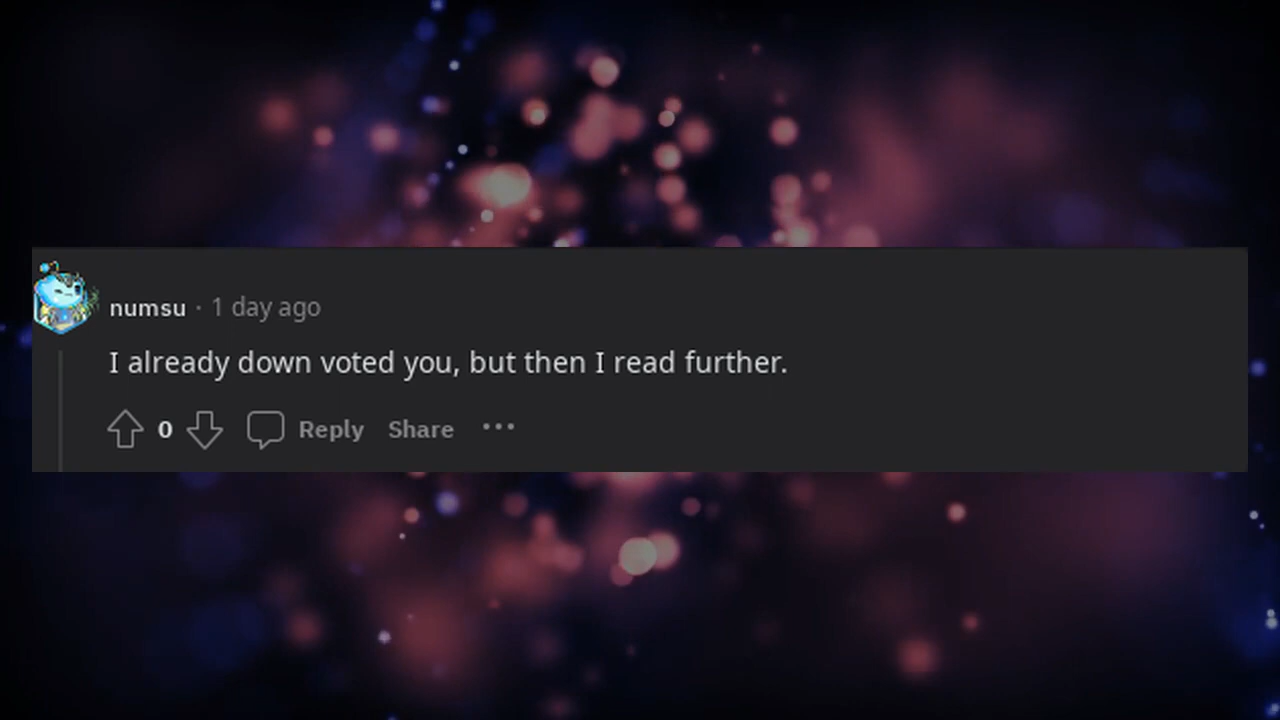 numsu · 1 day ago
I already down voted you, but then I read further.
0 Reply Share ···